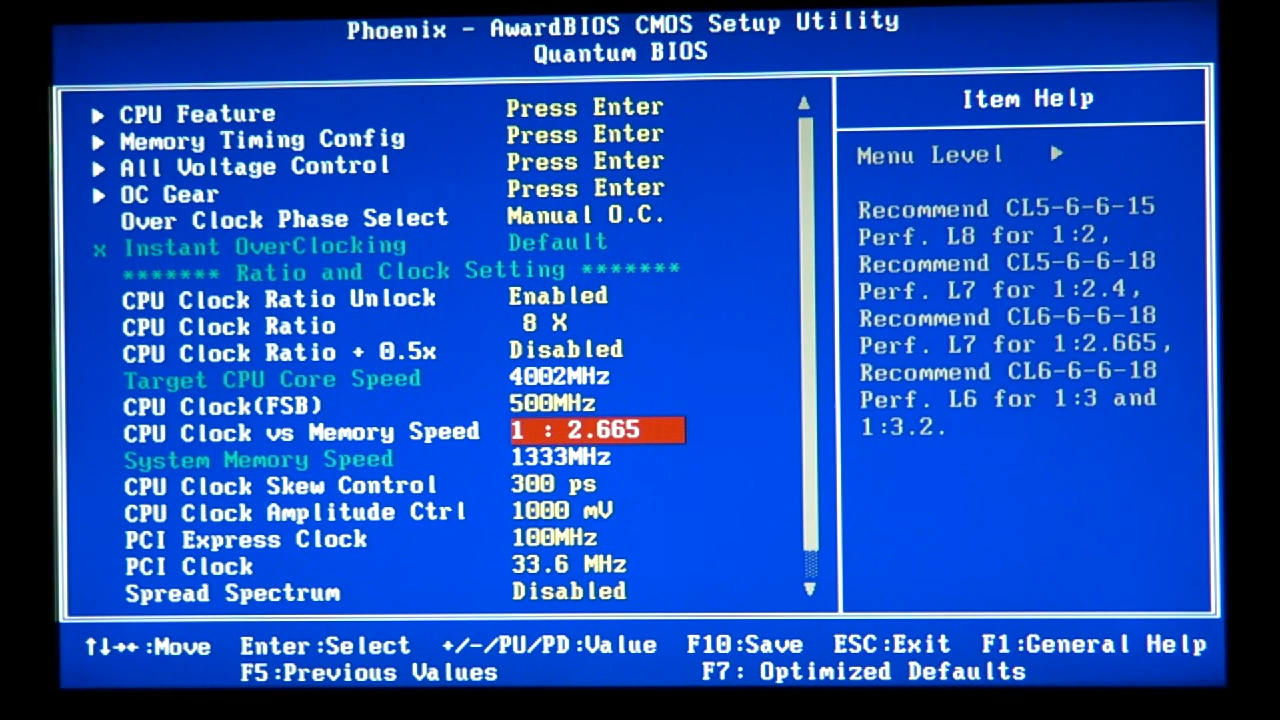 Phoenix - AwardBIOS CMOS Setup Utility
Quantum BIOS
▶ CPU Feature Press Enter
▶ Memory Timing Config Press Enter
▶ All Voltage Control Press Enter
▶ OC Gear Press Enter
Over Clock Phase Select Manual O.C.
x Instant OverClocking Default
******* Ratio and Clock Setting *******
CPU Clock Ratio Unlock Enabled
CPU Clock Ratio 8 X
CPU Clock Ratio + 0.5x Disabled
Target CPU Core Speed 4002MHz
CPU Clock(FSB) 500MHz
CPU Clock vs Memory Speed 1 : 2.665
System Memory Speed 1333MHz
CPU Clock Skew Control 300 ps
CPU Clock Amplitude Ctrl 1000 mV
PCI Express Clock 100MHz
PCI Clock 33.6 MHz
Spread Spectrum Disabled
Item Help
Menu Level ▶
Recommend CL5-6-6-15
Perf. L8 for 1:2,
Recommend CL5-6-6-18
Perf. L7 for 1:2.4,
Recommend CL6-6-6-18
Perf. L7 for 1:2.665,
Recommend CL6-6-6-18
Perf. L6 for 1:3 and
1:3.2.
↑↓→←:Move Enter:Select +/-/PU/PD:Value F10:Save ESC:Exit F1:General Help
F5:Previous Values F7: Optimized Defaults